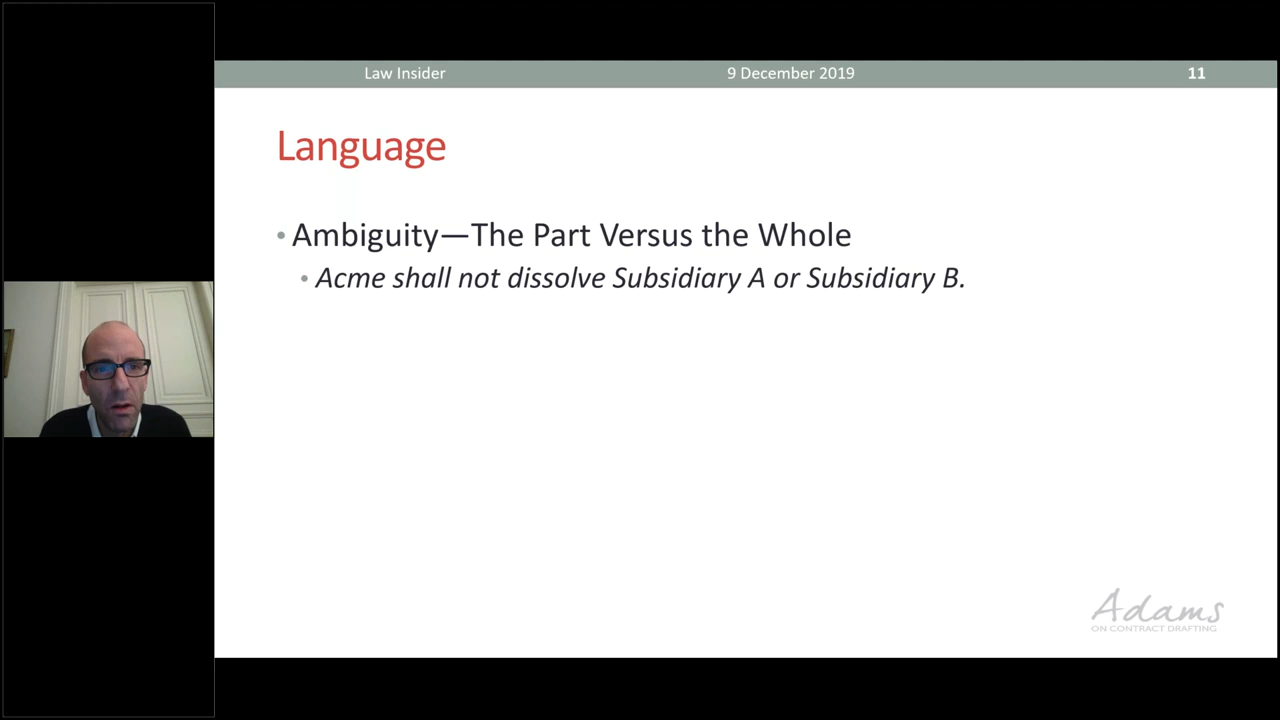 Law Insider 9 December 2019 11
Language
• Ambiguity—The Part Versus the Whole
• Acme shall not dissolve Subsidiary A or Subsidiary B.
Adams
ON CONTRACT DRAFTING